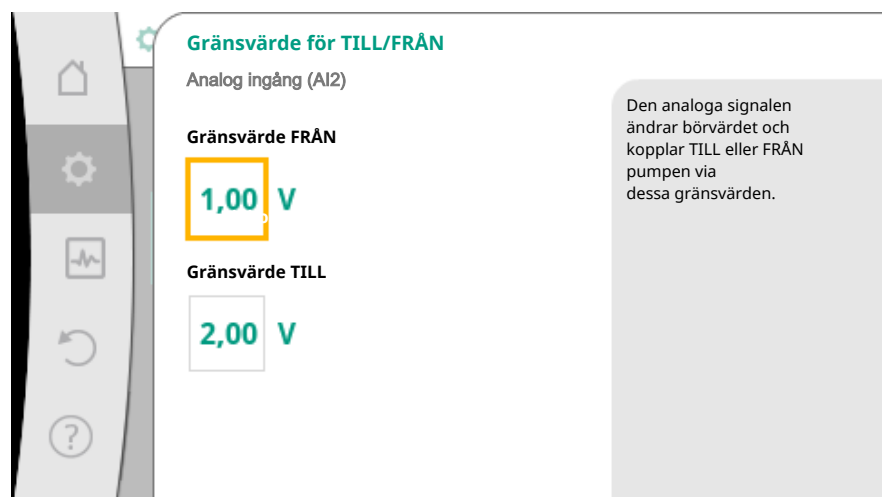 Gränsvärde för TILL/FRÅN
Analog ingång (AI2)
Gränsvärde FRÅN
1,00 V
Gränsvärde TILL
2,00 V
Den analoga signalen
ändrar börvärdet och
kopplar TILL eller FRÅN
pumpen via
dessa gränsvärden.
?